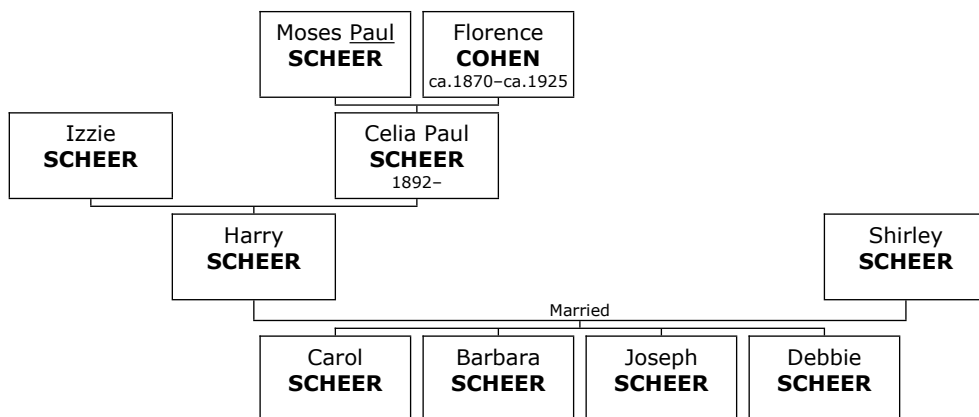 Moses Paul
SCHEER
Florence
COHEN
ca.1870–ca.1925
Izzie
SCHEER
Celia Paul
SCHEER
1892–
Harry
SCHEER
Shirley
SCHEER
Married
Carol
SCHEER
Barbara
SCHEER
Joseph
SCHEER
Debbie
SCHEER